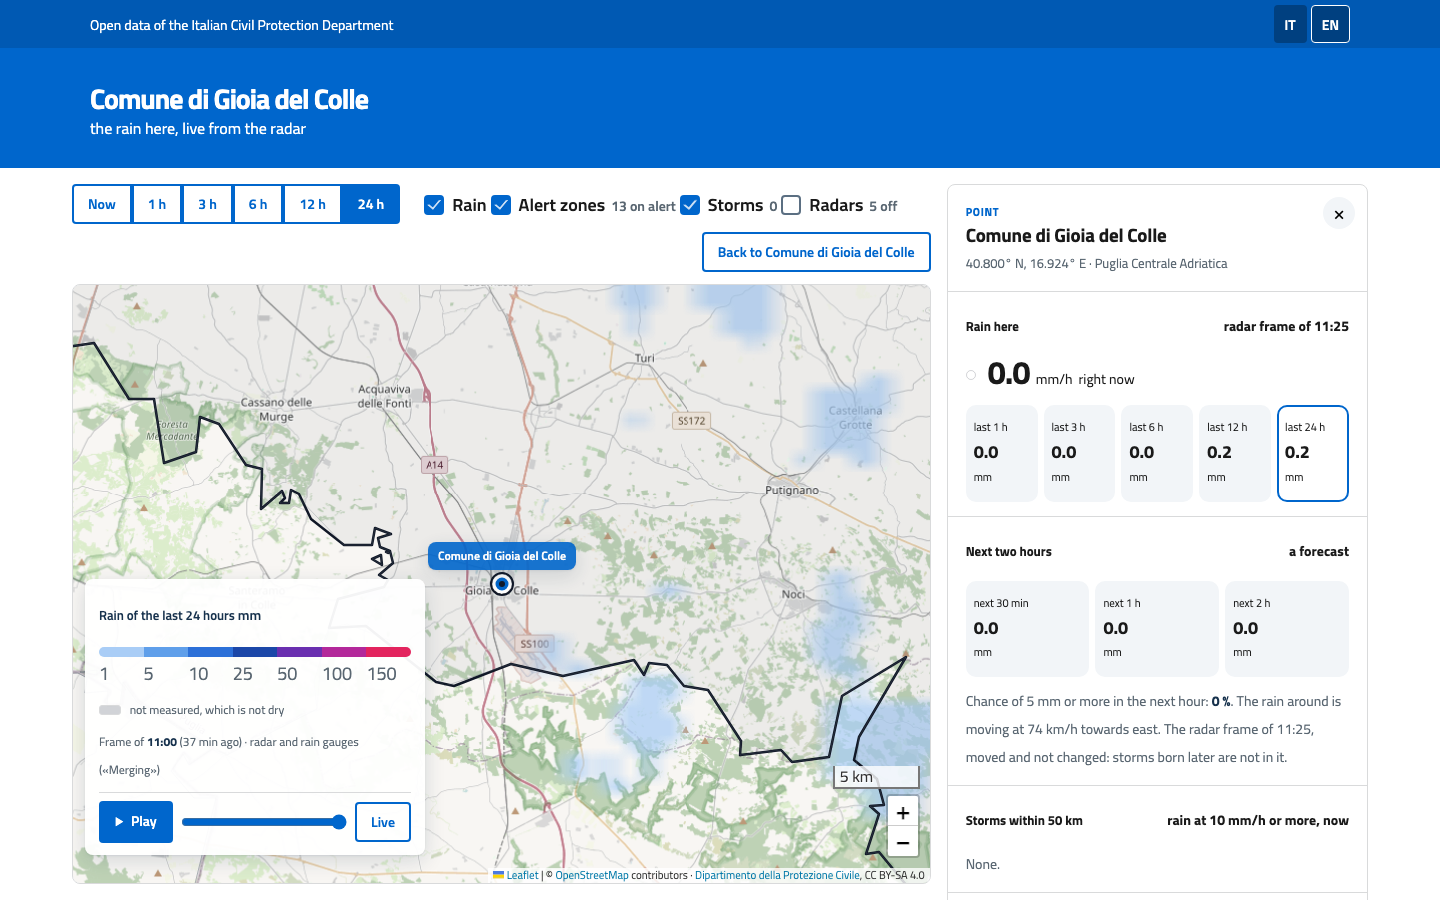 Open data of the Italian Civil Protection Department
IT EN
Comune di Gioia del Colle
the rain here, live from the radar
Now 1 h 3 h 6 h 12 h 24 h
Rain Alert zones 13 on alert Storms 0 Radars 5 off
Back to Comune di Gioia del Colle
Turi
Acquaviva
delle Fonti
Cassano delle
Murge
Foresta
Mercadante
SS172
Castellana
Grotte
A14
Putignano
Comune di Gioia del Colle
Gioia Colle
Noci
SS100
Rain of the last 24 hours mm
1 5 10 25 50 100 150
not measured, which is not dry
Frame of 11:00 (37 min ago) · radar and rain gauges
(«Merging»)
Play Live
5 km
+
−
Leaflet | © OpenStreetMap contributors · Dipartimento della Protezione Civile, CC BY-SA 4.0
POINT
Comune di Gioia del Colle
40.800° N, 16.924° E · Puglia Centrale Adriatica
Rain here radar frame of 11:25
0.0 mm/h right now
last 1 h last 3 h last 6 h last 12 h last 24 h
0.0 0.0 0.0 0.2 0.2
mm mm mm mm mm
Next two hours a forecast
next 30 min next 1 h next 2 h
0.0 0.0 0.0
mm mm mm
Chance of 5 mm or more in the next hour: 0 %. The rain around is
moving at 74 km/h towards east. The radar frame of 11:25,
moved and not changed: storms born later are not in it.
Storms within 50 km rain at 10 mm/h or more, now
None.